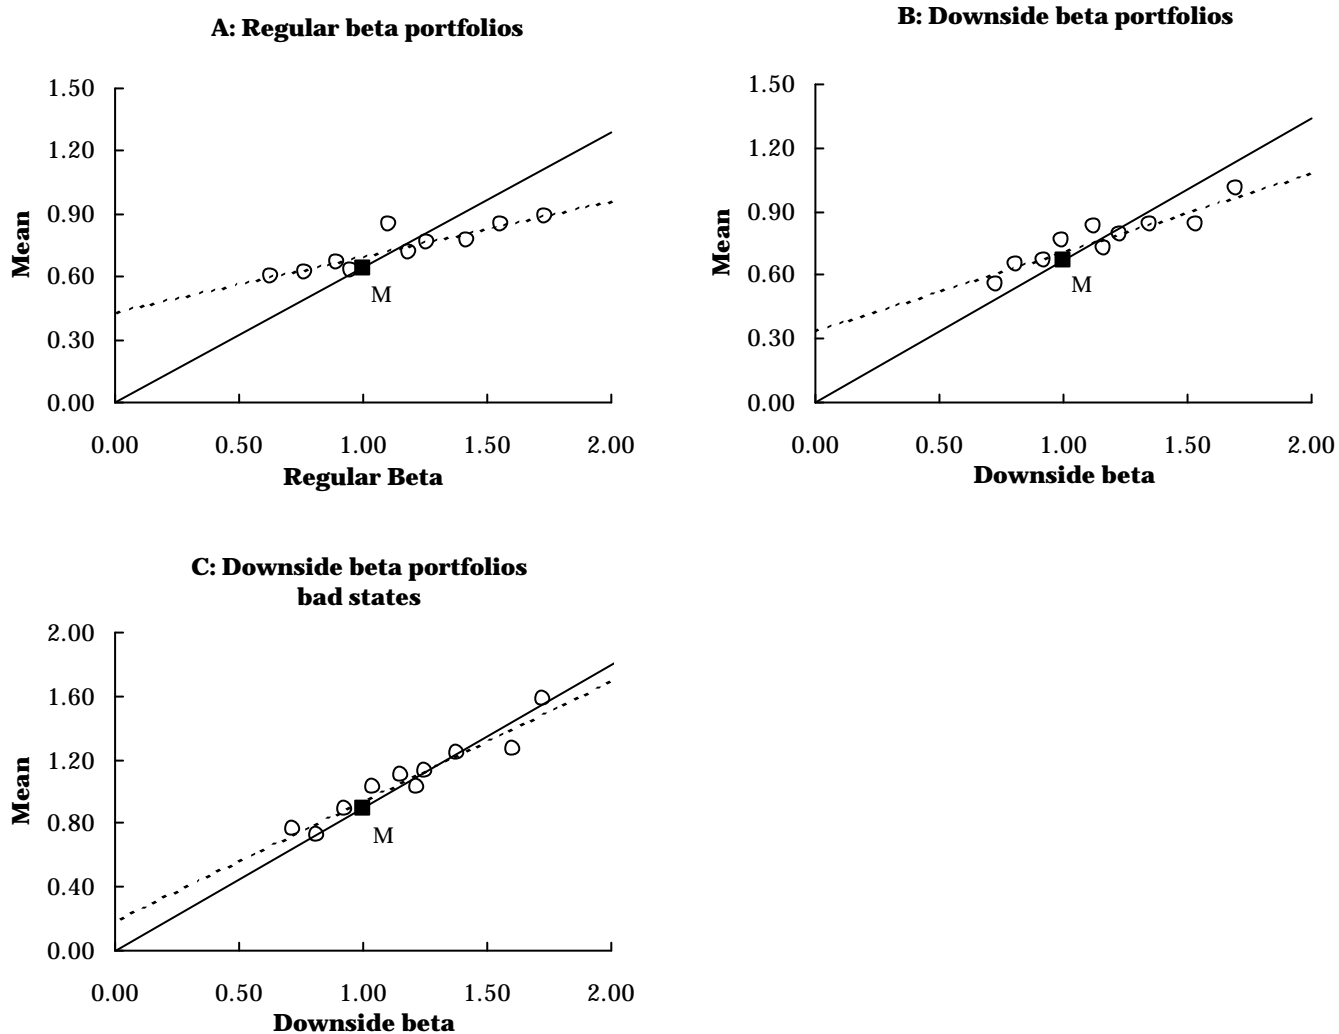 A: Regular beta portfolios
1.50
1.20
0.90
0.60
0.30
0.00
Mean
M
0.00 0.50 1.00 1.50 2.00
Regular Beta
B: Downside beta portfolios
1.50
1.20
0.90
0.60
0.30
0.00
Mean
M
0.00 0.50 1.00 1.50 2.00
Downside beta
C: Downside beta portfolios
bad states
2.00
1.60
1.20
0.80
0.40
0.00
Mean
M
0.00 0.50 1.00 1.50 2.00
Downside beta